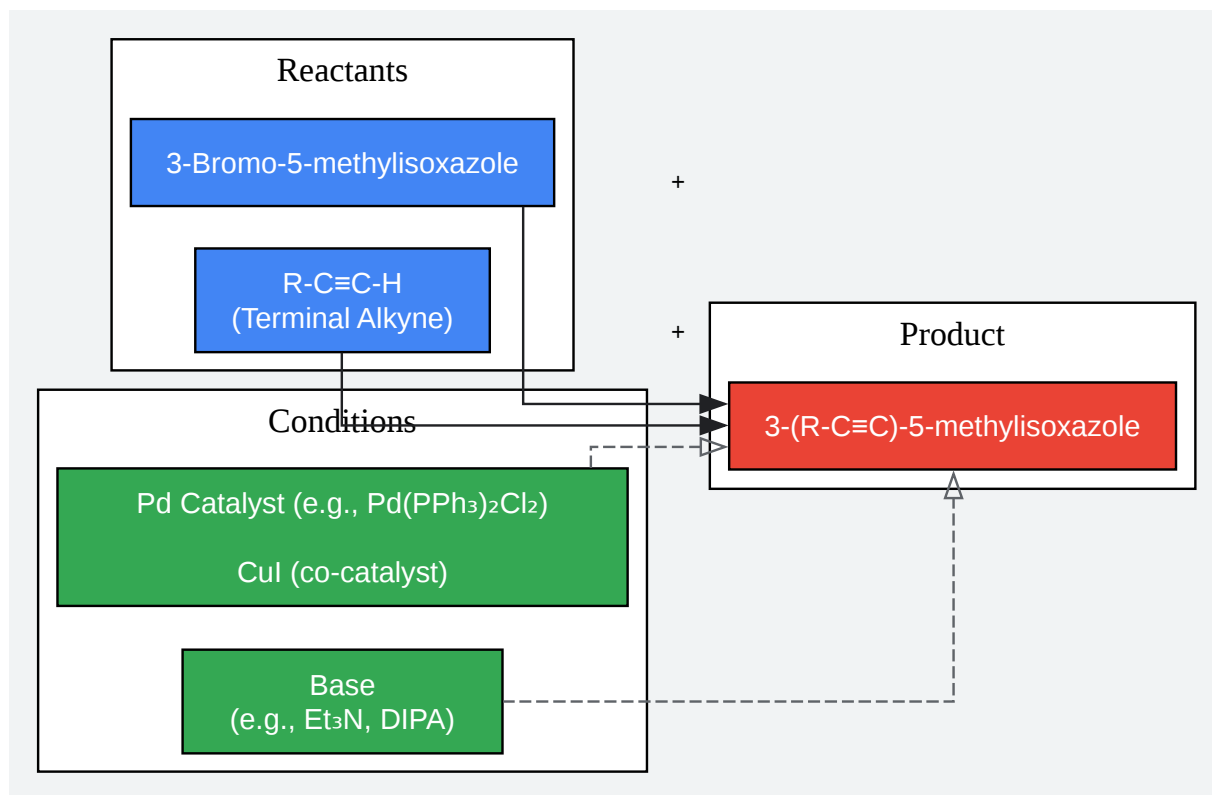 Reactants
3-Bromo-5-methylisoxazole
+
R-C≡C-H
(Terminal Alkyne)
+
Product
3-(R-C≡C)-5-methylisoxazole
Conditions
Pd Catalyst (e.g., Pd(PPh₃)₂Cl₂)
CuI (co-catalyst)
Base
(e.g., Et₃N, DIPA)